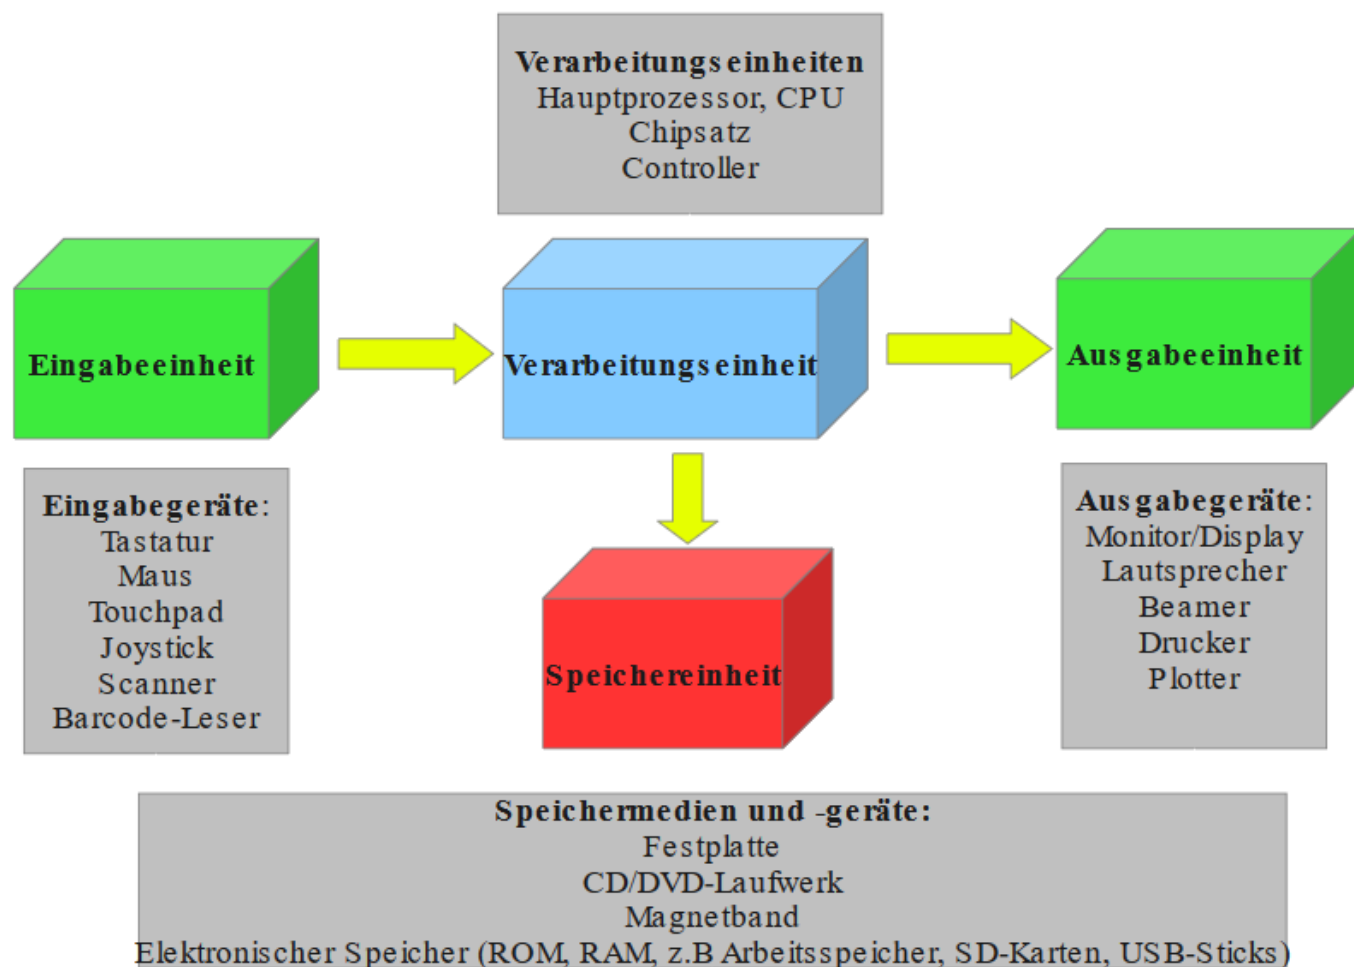 Verarbeitungseinheiten
Hauptprozessor, CPU
Chipsatz
Controller
Eingabeeinheit
Verarbeitungseinheit
Ausgabeeinheit
Eingabegeräte:
Tastatur
Maus
Touchpad
Joystick
Scanner
Barcode-Leser
Ausgabegeräte:
Monitor/Display
Lautsprecher
Beamer
Drucker
Plotter
Speichereinheit
Speichermedien und -geräte:
Festplatte
CD/DVD-Laufwerk
Magnetband
Elektronischer Speicher (ROM, RAM, z.B Arbeitsspeicher, SD-Karten, USB-Sticks)